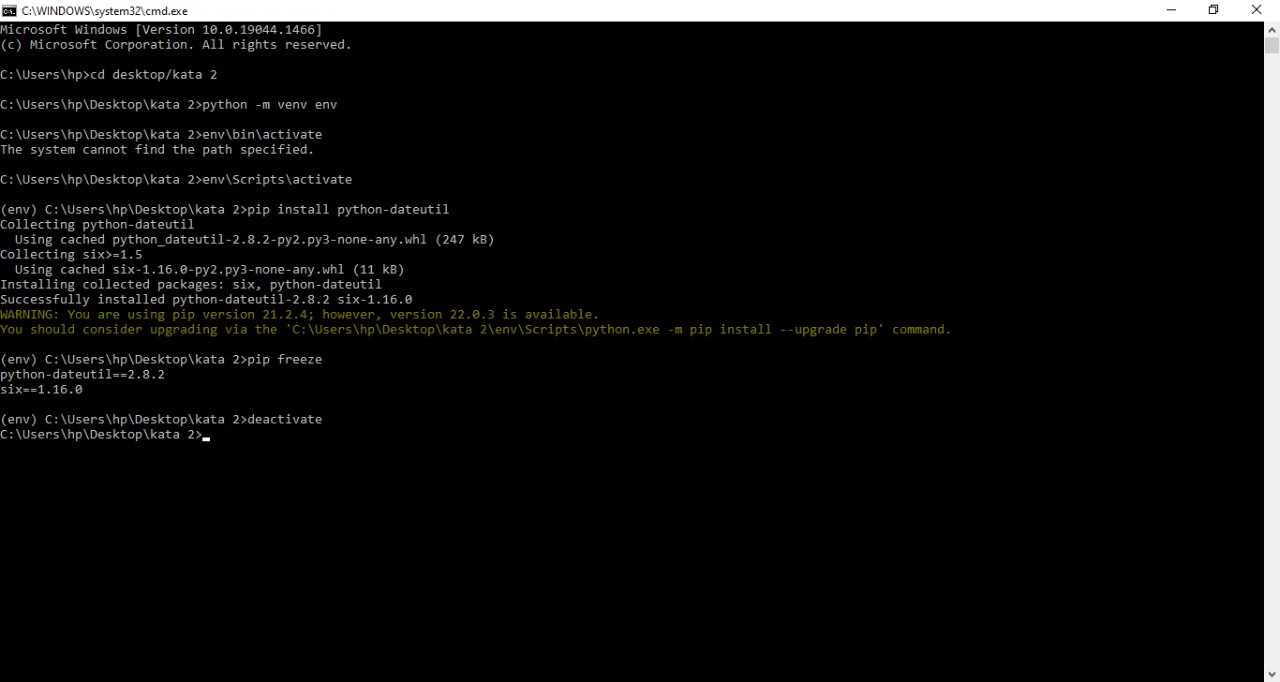 C:\WINDOWS\system32\cmd.exe
Microsoft Windows [Version 10.0.19044.1466]
(c) Microsoft Corporation. All rights reserved.
C:\Users\hp>cd desktop/kata 2
C:\Users\hp\Desktop\kata 2>python -m venv env
C:\Users\hp\Desktop\kata 2>env\bin\activate
The system cannot find the path specified.
C:\Users\hp\Desktop\kata 2>env\Scripts\activate
(env) C:\Users\hp\Desktop\kata 2>pip install python-dateutil
Collecting python-dateutil
  Using cached python_dateutil-2.8.2-py2.py3-none-any.whl (247 kB)
Collecting six>=1.5
  Using cached six-1.16.0-py2.py3-none-any.whl (11 kB)
Installing collected packages: six, python-dateutil
Successfully installed python-dateutil-2.8.2 six-1.16.0
WARNING: You are using pip version 21.2.4; however, version 22.0.3 is available.
You should consider upgrading via the 'C:\Users\hp\Desktop\kata 2\env\Scripts\python.exe -m pip install --upgrade pip' command.
(env) C:\Users\hp\Desktop\kata 2>pip freeze
python-dateutil==2.8.2
six==1.16.0
(env) C:\Users\hp\Desktop\kata 2>deactivate
C:\Users\hp\Desktop\kata 2>